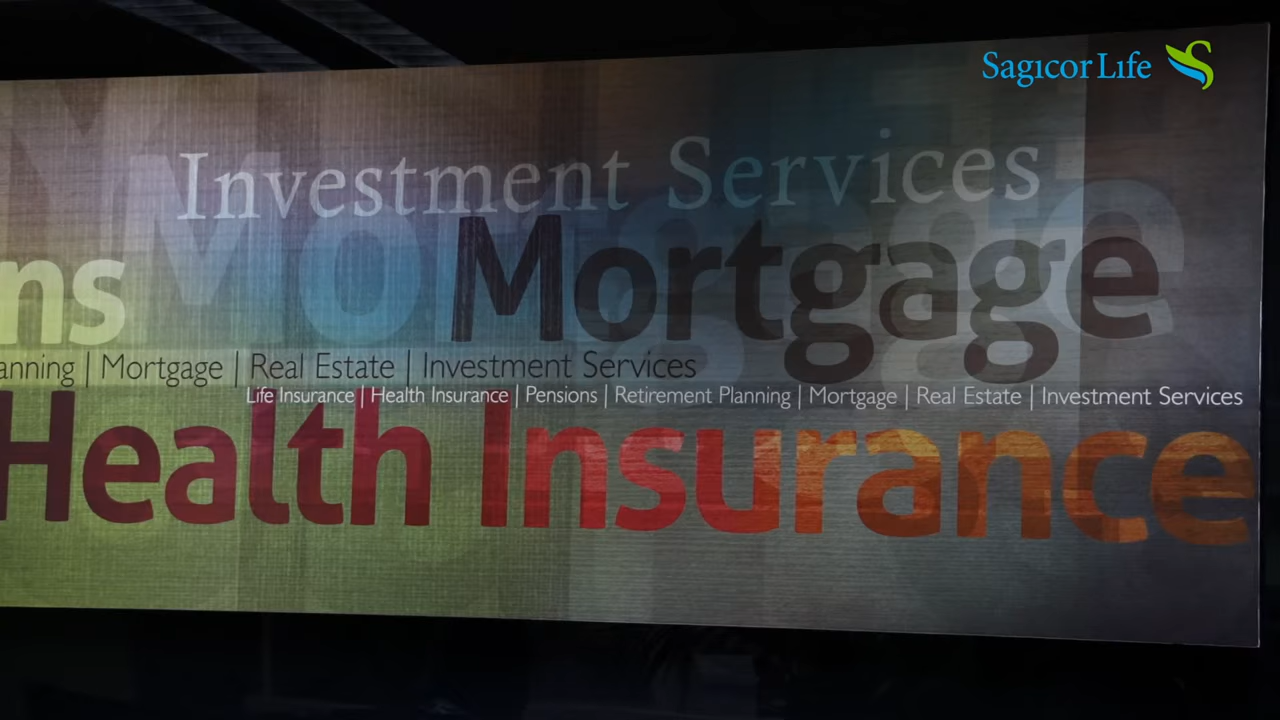 Sagicor Life
Investment Services
Mortgage
Mortgage
ns
anning | Mortgage | Real Estate | Investment Services
Life Insurance | Health Insurance | Pensions | Retirement Planning | Mortgage | Real Estate | Investment Services
Health Insurance